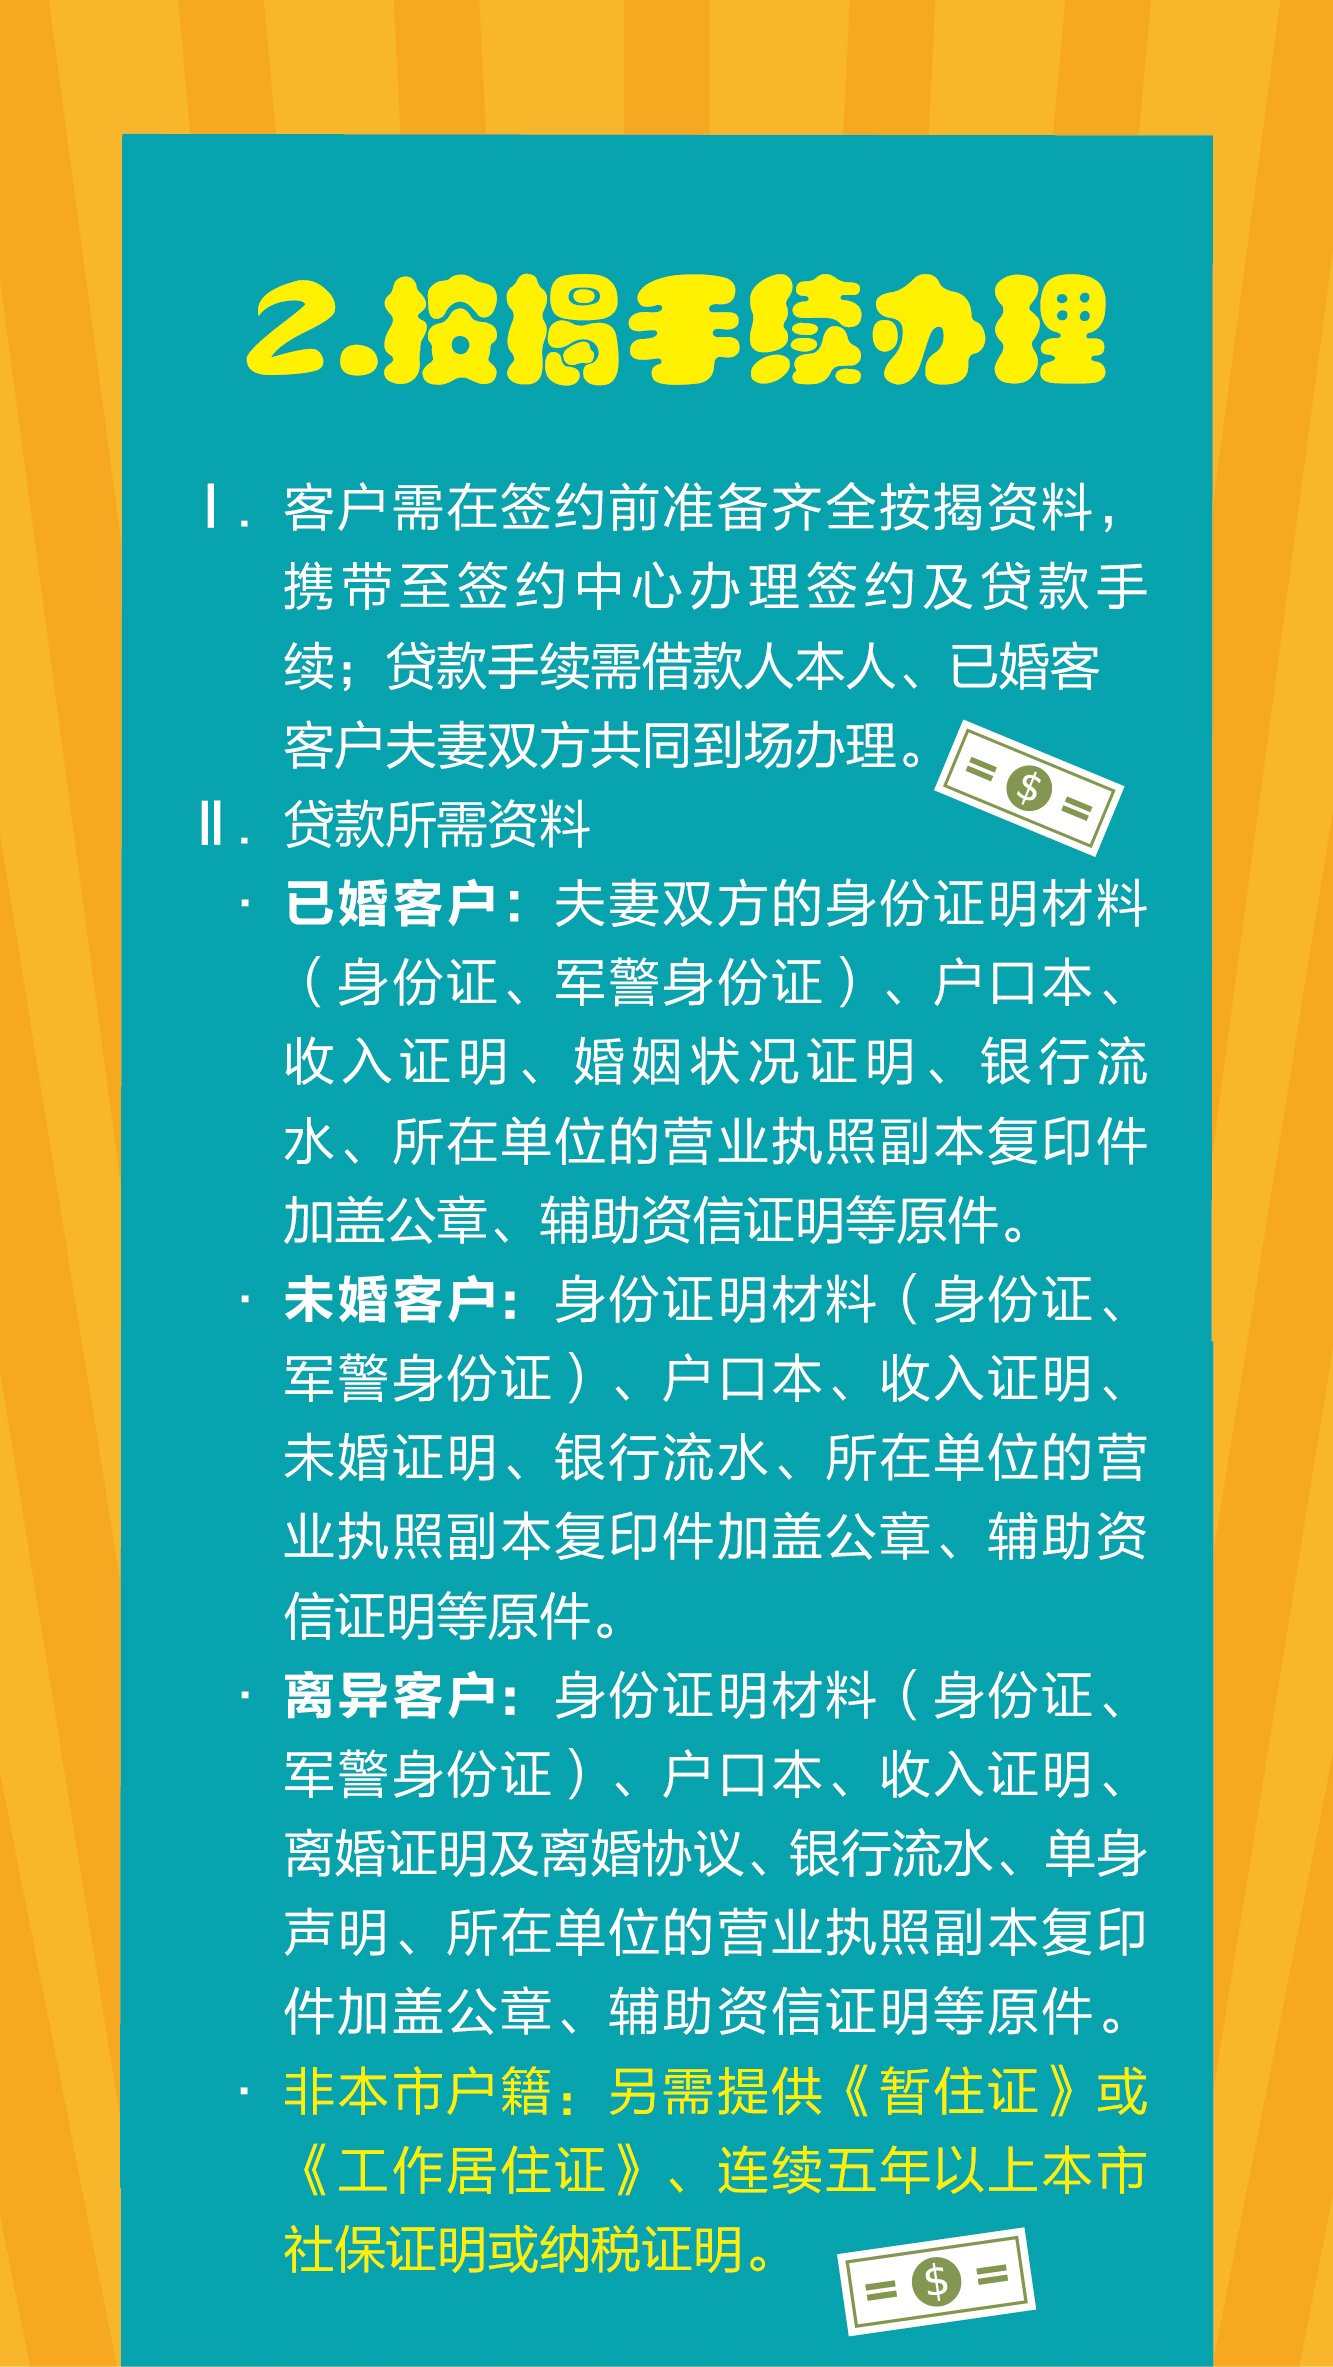 2.按揭手续办理
Ⅰ. 客户需在签约前准备齐全按揭资料，
携带至签约中心办理签约及贷款手
续；贷款手续需借款人本人、已婚客
客户夫妻双方共同到场办理。
$
Ⅱ. 贷款所需资料
· 已婚客户：夫妻双方的身份证明材料
（身份证、军警身份证）、户口本、
收入证明、婚姻状况证明、银行流
水、所在单位的营业执照副本复印件
加盖公章、辅助资信证明等原件。
· 未婚客户：身份证明材料（身份证、
军警身份证）、户口本、收入证明、
未婚证明、银行流水、所在单位的营
业执照副本复印件加盖公章、辅助资
信证明等原件。
· 离异客户：身份证明材料（身份证、
军警身份证）、户口本、收入证明、
离婚证明及离婚协议、银行流水、单身
声明、所在单位的营业执照副本复印
件加盖公章、辅助资信证明等原件。
· 非本市户籍：另需提供《暂住证》或
《工作居住证》、连续五年以上本市
社保证明或纳税证明。
$